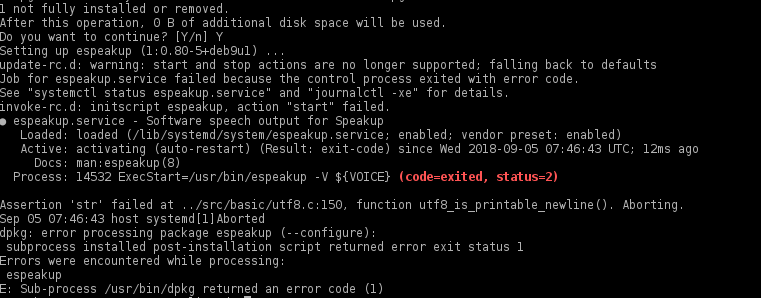 1 not fully installed or removed.
After this operation, 0 B of additional disk space will be used.
Do you want to continue? [Y/n] Y
Setting up espeakup (1:0.80-5+deb9u1) ...
update-rc.d: warning: start and stop actions are no longer supported; falling back to defaults
Job for espeakup.service failed because the control process exited with error code.
See "systemctl status espeakup.service" and "journalctl -xe" for details.
invoke-rc.d: initscript espeakup, action "start" failed.
● espeakup.service - Software speech output for Speakup
   Loaded: loaded (/lib/systemd/system/espeakup.service; enabled; vendor preset: enabled)
   Active: activating (auto-restart) (Result: exit-code) since Wed 2018-09-05 07:46:43 UTC; 12ms ago
     Docs: man:espeakup(8)
  Process: 14532 ExecStart=/usr/bin/espeakup -V ${VOICE} (code=exited, status=2)
Assertion 'str' failed at ../src/basic/utf8.c:150, function utf8_is_printable_newline(). Aborting.
Sep 05 07:46:43 host systemd[1]Aborted
dpkg: error processing package espeakup (--configure):
 subprocess installed post-installation script returned error exit status 1
Errors were encountered while processing:
 espeakup
E: Sub-process /usr/bin/dpkg returned an error code (1)